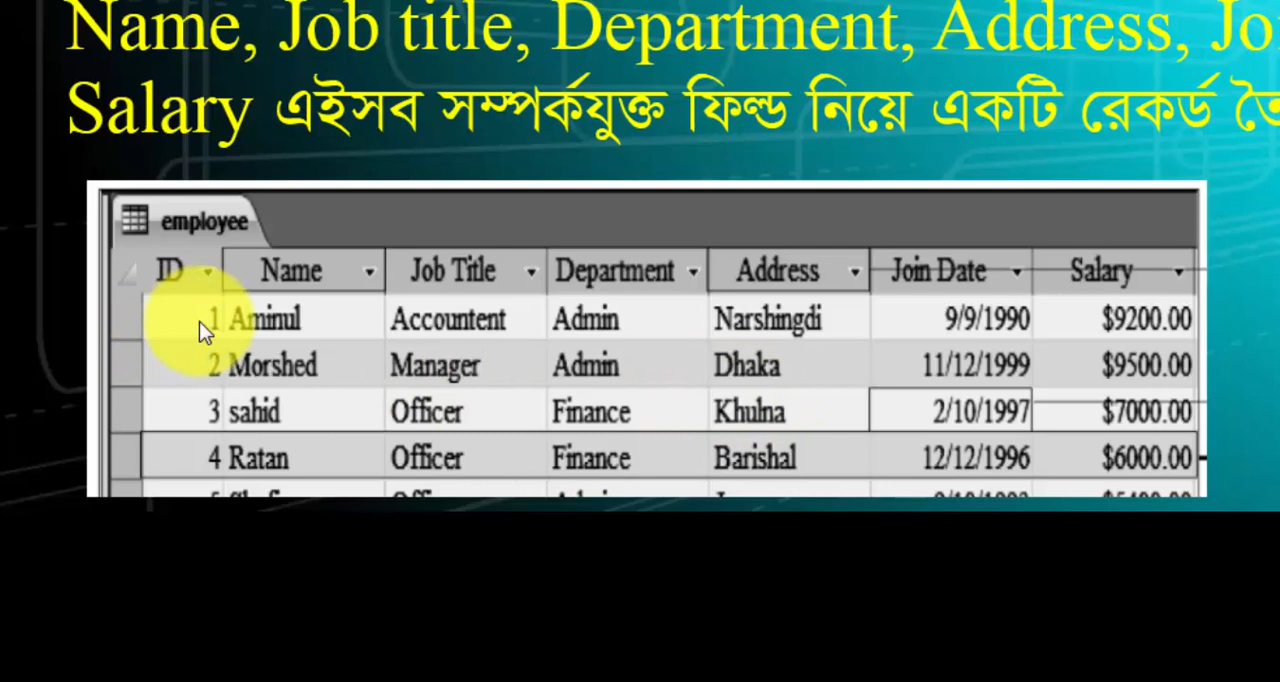 Name, Job title, Department, Address, Jo
Salary এইসব সম্পর্কযুক্ত ফিল্ড নিয়ে একটি রেকর্ড তৈ
employee
ID Name Job Title Department Address Join Date Salary
1 Aminul Accountent Admin Narshingdi 9/9/1990 $9200.00
2 Morshed Manager Admin Dhaka 11/12/1999 $9500.00
3 sahid Officer Finance Khulna 2/10/1997 $7000.00
4 Ratan Officer Finance Barishal 12/12/1996 $6000.00